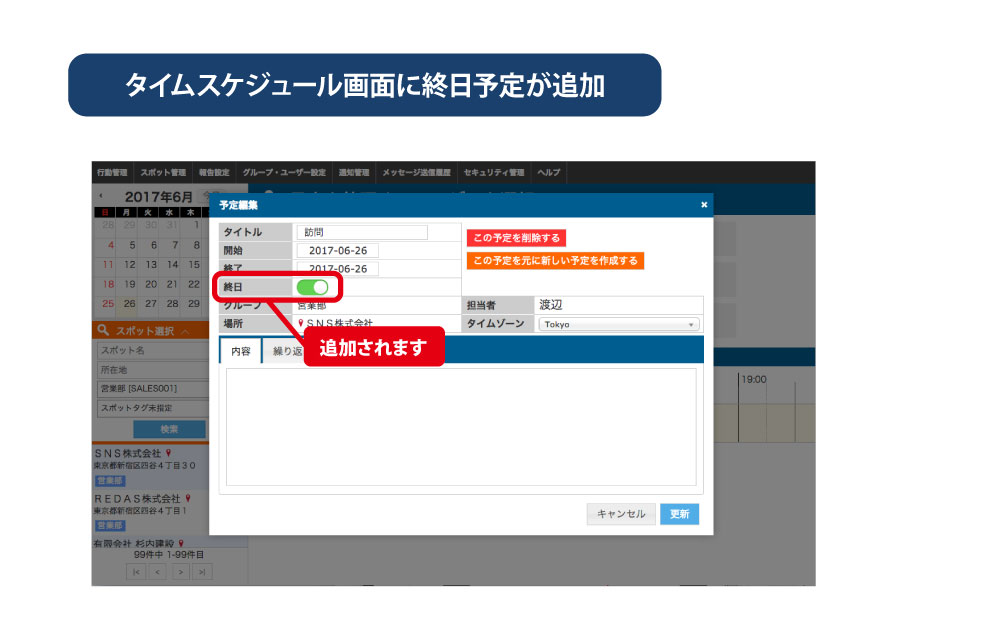 タイムスケジュール画面に終日予定が追加
行動管理 スポット管理 報告設定 グループ・ユーザー設定 通知管理 メッセージ送信履歴 セキュリティ管理 ヘルプ
2017年6月
日 月 火 水 木
28 29 30 31 1
4 5 6 7 8
11 12 13 14 15
18 19 20 21 22
25 26 27 28 29
スポット選択
スポット名
所在地
営業部 [SALES001]
スポットタグ未指定
検索
SNS株式会社
東京都新宿区四谷4丁目30
営業部
REDAS株式会社
東京都新宿区四谷4丁目1
営業部
有限会社 杉内建設
99件中 1-99件目
|< < > >|
予定編集 ×
タイトル 訪問
開始 2017-06-26
終了 2017-06-26
終日
グループ 営業部
場所 SNS株式会社
この予定を削除する
この予定を元に新しい予定を作成する
担当者 渡辺
タイムゾーン Tokyo
内容 繰り返
追加されます
キャンセル 更新
19:00